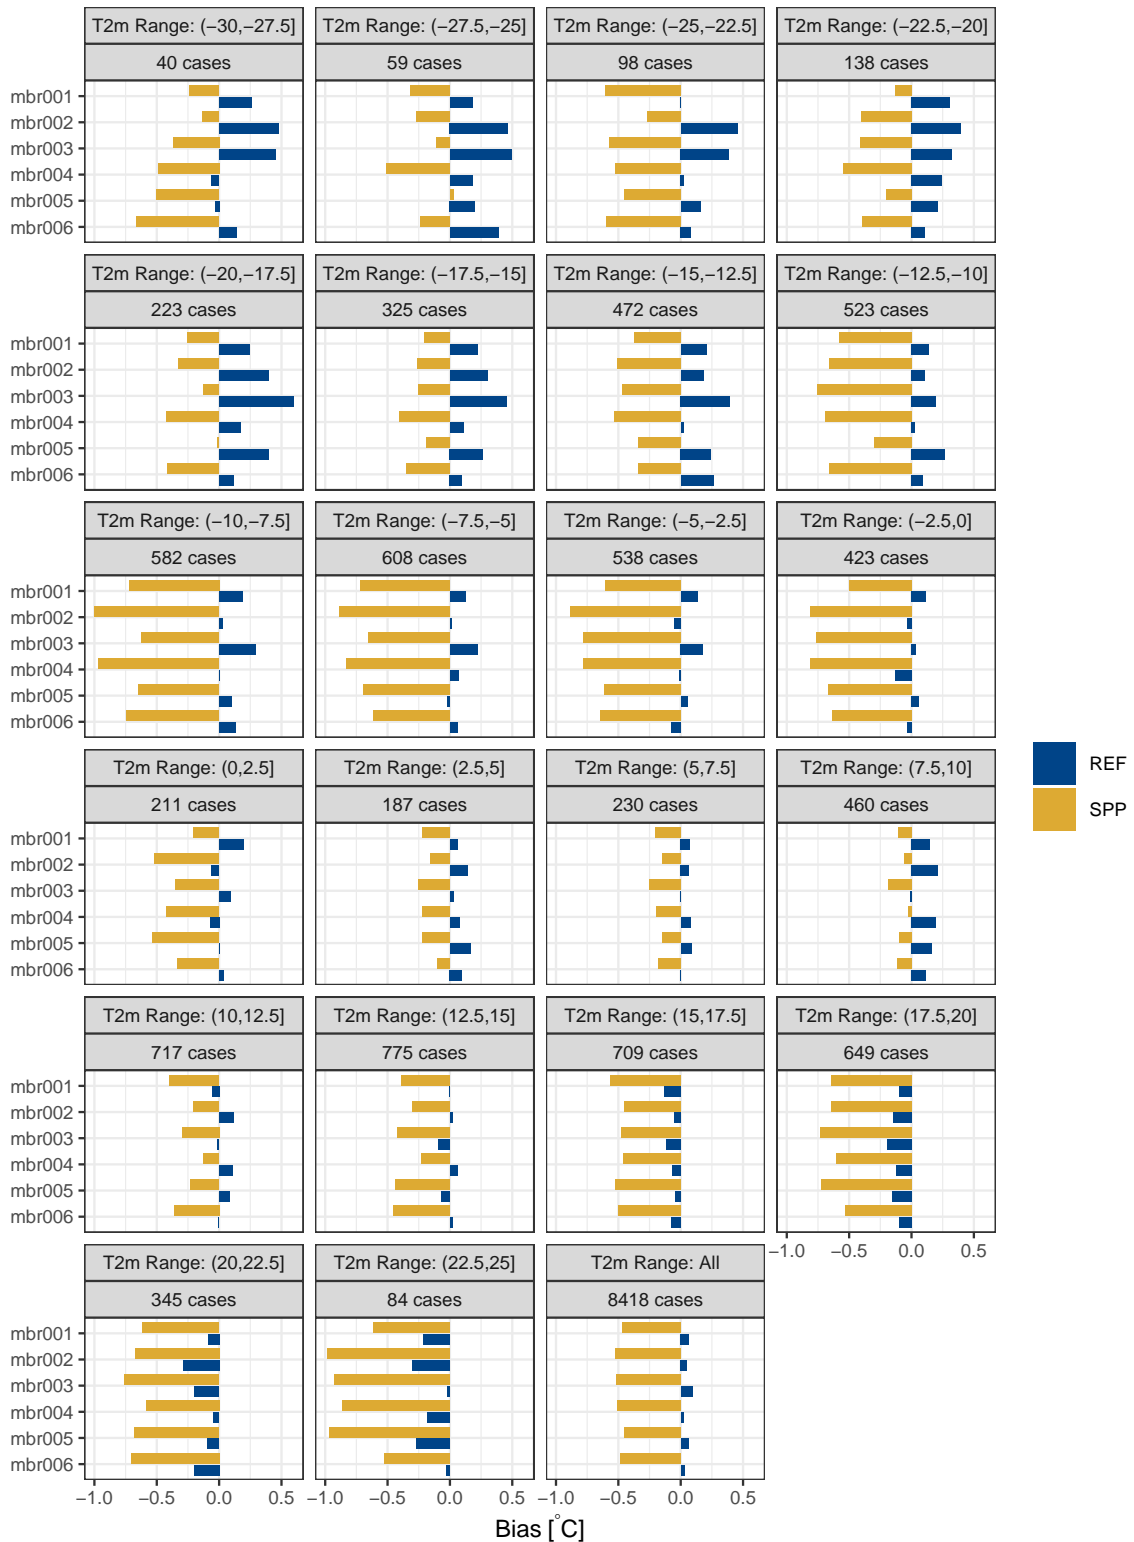 T2m Range: (−30,−27.5] T2m Range: (−27.5,−25] T2m Range: (−25,−22.5] T2m Range: (−22.5,−20]
40 cases 59 cases 98 cases 138 cases
mbr001
mbr002
mbr003
mbr004
mbr005
mbr006
T2m Range: (−20,−17.5] T2m Range: (−17.5,−15] T2m Range: (−15,−12.5] T2m Range: (−12.5,−10]
223 cases 325 cases 472 cases 523 cases
mbr001
mbr002
mbr003
mbr004
mbr005
mbr006
T2m Range: (−10,−7.5] T2m Range: (−7.5,−5] T2m Range: (−5,−2.5] T2m Range: (−2.5,0]
582 cases 608 cases 538 cases 423 cases
mbr001
mbr002
mbr003
mbr004
mbr005
mbr006
REF
SPP
T2m Range: (0,2.5] T2m Range: (2.5,5] T2m Range: (5,7.5] T2m Range: (7.5,10]
211 cases 187 cases 230 cases 460 cases
mbr001
mbr002
mbr003
mbr004
mbr005
mbr006
T2m Range: (10,12.5] T2m Range: (12.5,15] T2m Range: (15,17.5] T2m Range: (17.5,20]
717 cases 775 cases 709 cases 649 cases
mbr001
mbr002
mbr003
mbr004
mbr005
mbr006
−1.0 −0.5 0.0 0.5
T2m Range: (20,22.5] T2m Range: (22.5,25] T2m Range: All
345 cases 84 cases 8418 cases
mbr001
mbr002
mbr003
mbr004
mbr005
mbr006
−1.0 −0.5 0.0 0.5 −1.0 −0.5 0.0 0.5 −1.0 −0.5 0.0 0.5
Bias [°C]